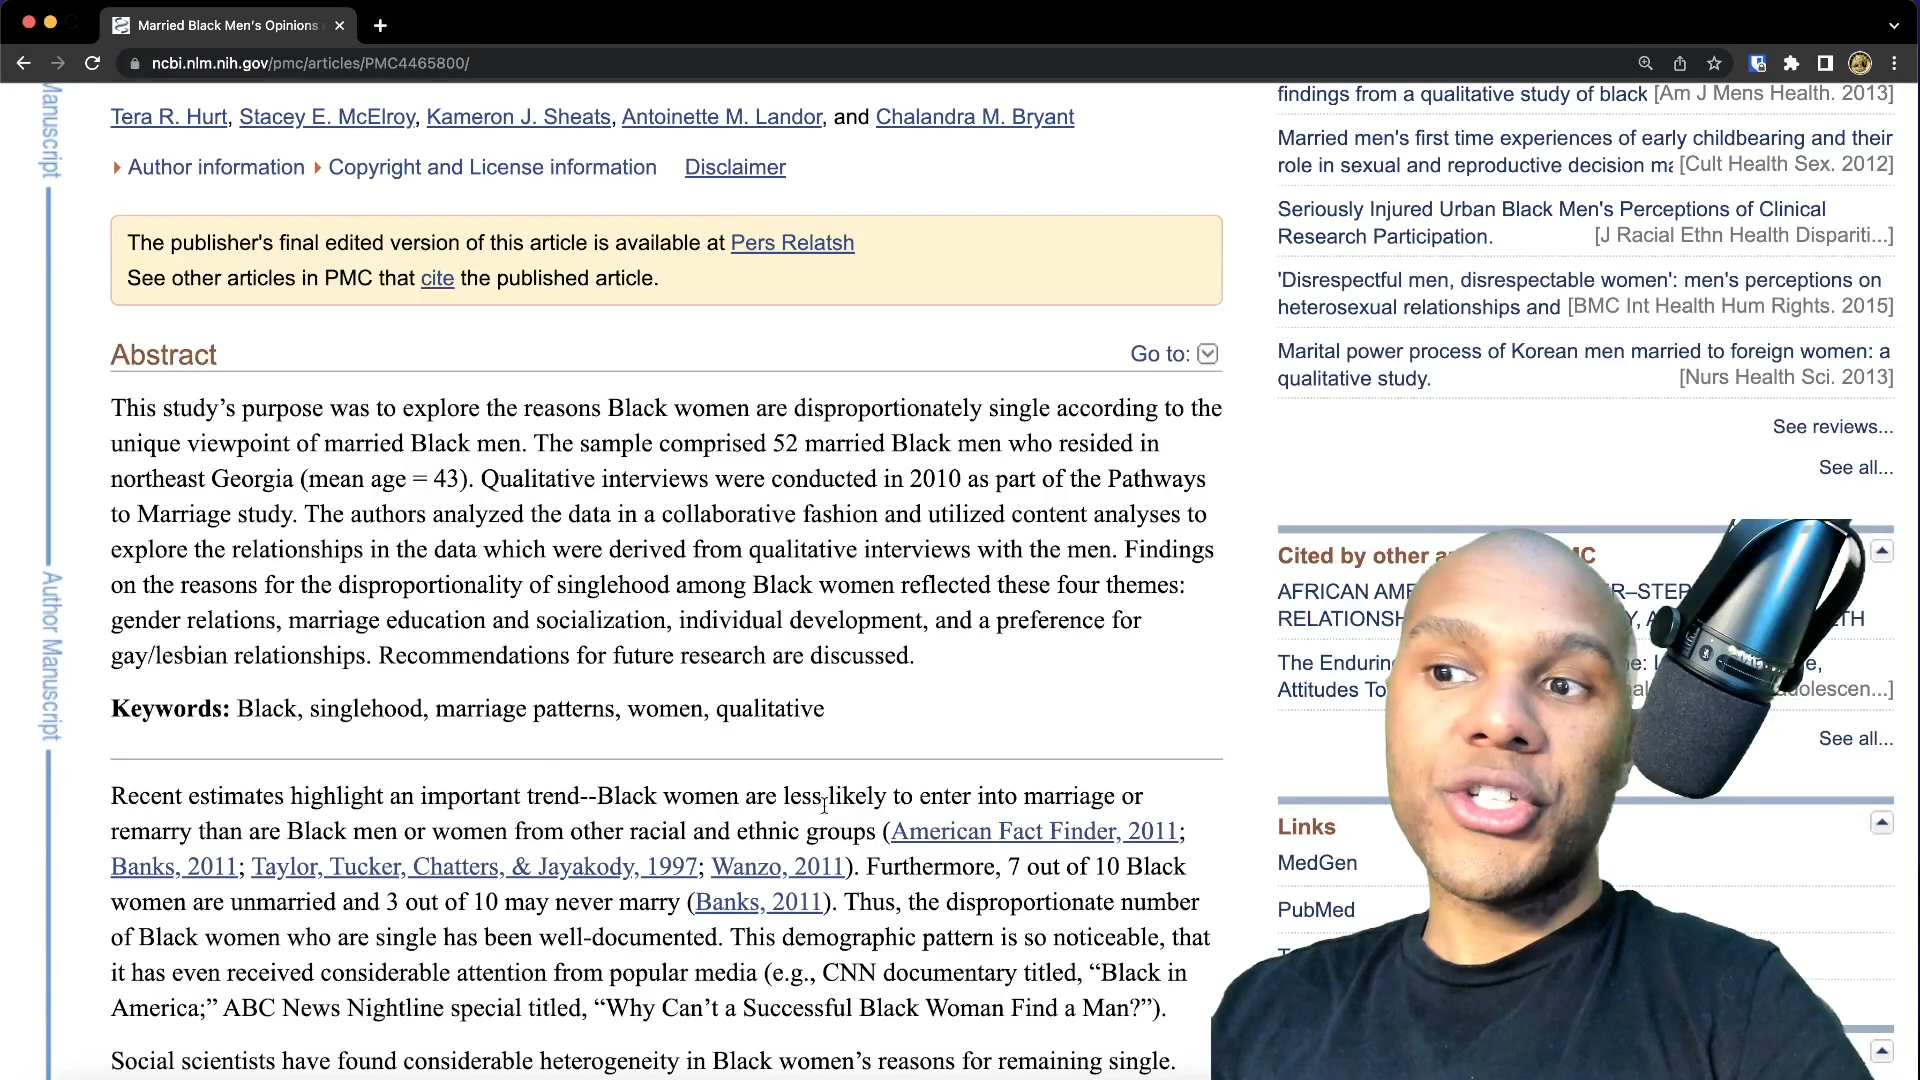 Married Black Men's Opinions
ncbi.nlm.nih.gov/pmc/articles/PMC4465800/
Manuscript
Author Manuscript
Tera R. Hurt, Stacey E. McElroy, Kameron J. Sheats, Antoinette M. Landor, and Chalandra M. Bryant
Author information Copyright and License information Disclaimer
The publisher's final edited version of this article is available at Pers Relatsh
See other articles in PMC that cite the published article.
Abstract
Go to:
This study’s purpose was to explore the reasons Black women are disproportionately single according to the
unique viewpoint of married Black men. The sample comprised 52 married Black men who resided in
northeast Georgia (mean age = 43). Qualitative interviews were conducted in 2010 as part of the Pathways
to Marriage study. The authors analyzed the data in a collaborative fashion and utilized content analyses to
explore the relationships in the data which were derived from qualitative interviews with the men. Findings
on the reasons for the disproportionality of singlehood among Black women reflected these four themes:
gender relations, marriage education and socialization, individual development, and a preference for
gay/lesbian relationships. Recommendations for future research are discussed.
Keywords: Black, singlehood, marriage patterns, women, qualitative
Recent estimates highlight an important trend--Black women are less likely to enter into marriage or
remarry than are Black men or women from other racial and ethnic groups (American Fact Finder, 2011;
Banks, 2011; Taylor, Tucker, Chatters, & Jayakody, 1997; Wanzo, 2011). Furthermore, 7 out of 10 Black
women are unmarried and 3 out of 10 may never marry (Banks, 2011). Thus, the disproportionate number
of Black women who are single has been well-documented. This demographic pattern is so noticeable, that
it has even received considerable attention from popular media (e.g., CNN documentary titled, “Black in
America;” ABC News Nightline special titled, “Why Can’t a Successful Black Woman Find a Man?”).
Social scientists have found considerable heterogeneity in Black women’s reasons for remaining single.
findings from a qualitative study of black [Am J Mens Health. 2013]
Married men's first time experiences of early childbearing and their
role in sexual and reproductive decision ma [Cult Health Sex. 2012]
Seriously Injured Urban Black Men's Perceptions of Clinical
Research Participation. [J Racial Ethn Health Dispariti...]
'Disrespectful men, disrespectable women': men's perceptions on
heterosexual relationships and [BMC Int Health Hum Rights. 2015]
Marital power process of Korean men married to foreign women: a
qualitative study. [Nurs Health Sci. 2013]
See reviews...
See all...
Cited by other
AFRICAN
RELATIONSH
The Enduring
Attitudes To
See all...
Links
MedGen
PubMed